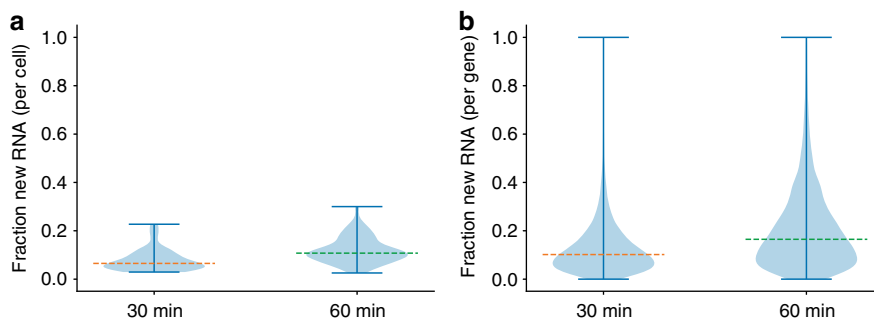 a
Fraction new RNA (per cell)
1.0
0.8
0.6
0.4
0.2
0.0
30 min
60 min
b
Fraction new RNA (per gene)
1.0
0.8
0.6
0.4
0.2
0.0
30 min
60 min